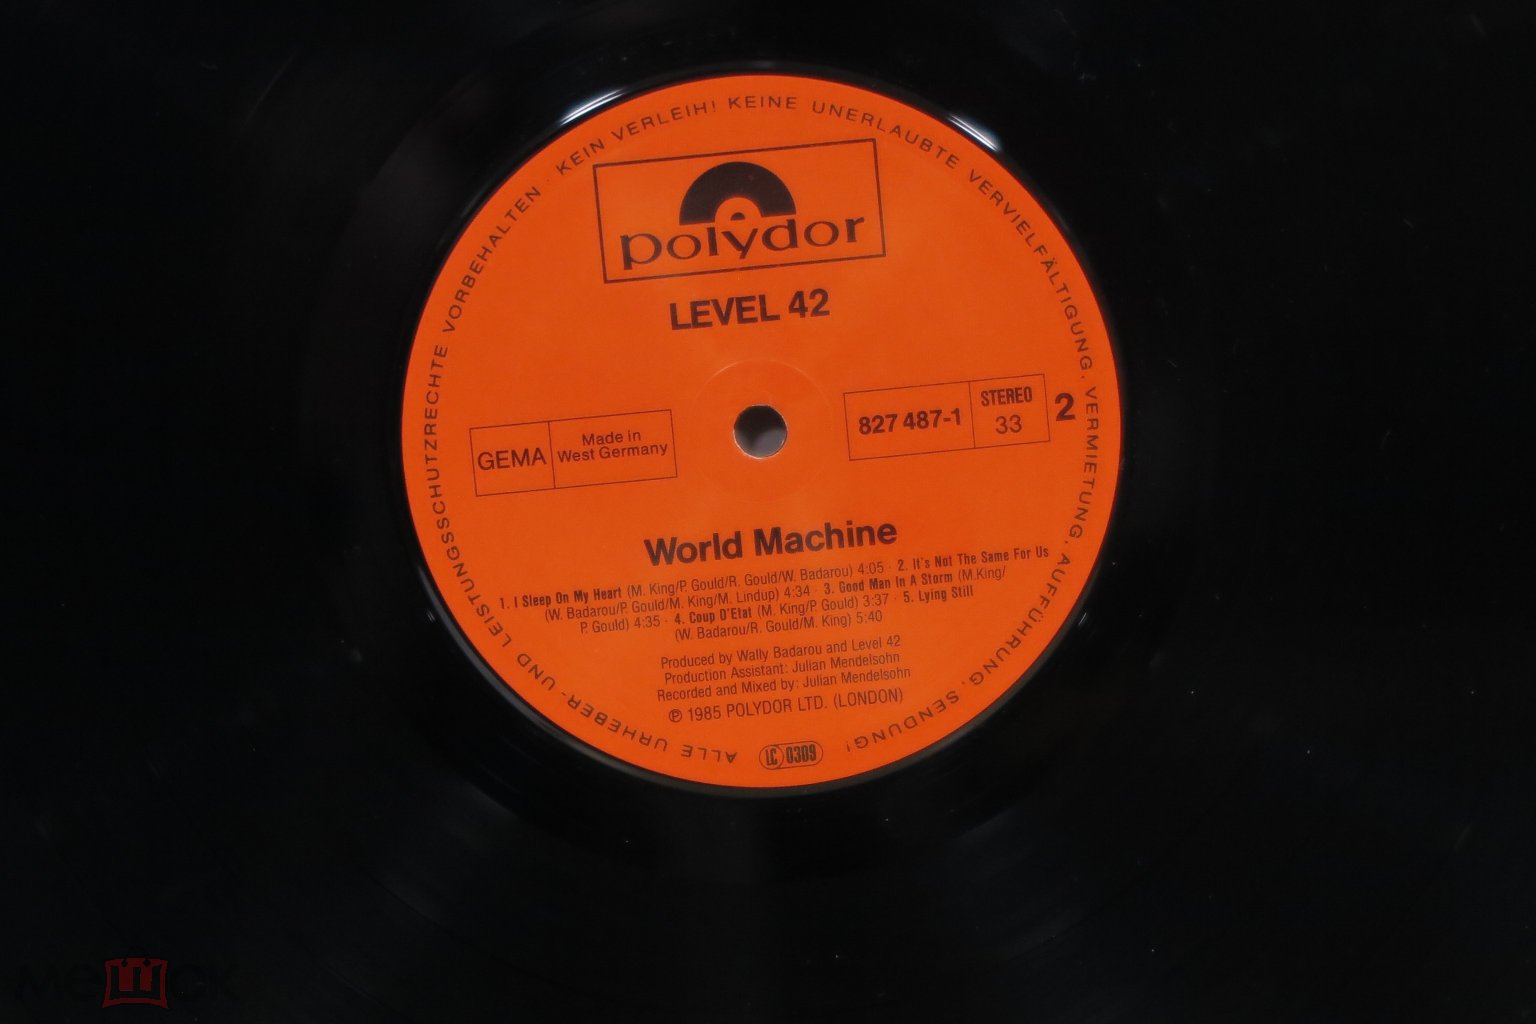 ALLE URHEBER- UND LEISTUNGSSCHUTZRECHTE VORBEHALTEN · KEIN VERLEIH! KEINE UNERLAUBTE VERVIELFÄLTIGUNG, VERMIETUNG, AUFFÜHRUNG, SENDUNG!
polydor
LEVEL 42
GEMA
Made in
West Germany
827 487-1
STEREO
33
2
World Machine
1. I Sleep On My Heart (M. King/P. Gould/R. Gould/W. Badarou) 4:05 · 2. It's Not The Same For Us
(W. Badarou/P. Gould/M. King/M. Lindup) 4:34 · 3. Good Man In A Storm (M.King/
P. Gould) 4:35 · 4. Coup D'Etat (M. King/P. Gould) 3:37 · 5. Lying Still
(W. Badarou/R. Gould/M. King) 5:40
Produced by Wally Badarou and Level 42
Production Assistant: Julian Mendelsohn
Recorded and Mixed by: Julian Mendelsohn
℗ 1985 POLYDOR LTD. (LONDON)
LC 0309
мешок